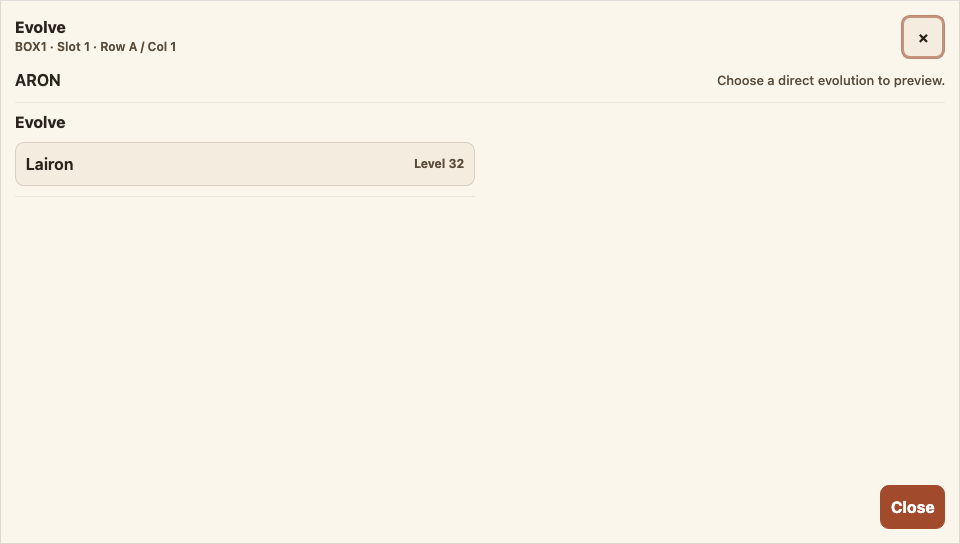 Evolve
BOX1 · Slot 1 · Row A / Col 1
×
ARON
Choose a direct evolution to preview.
Evolve
Lairon
Level 32
Close